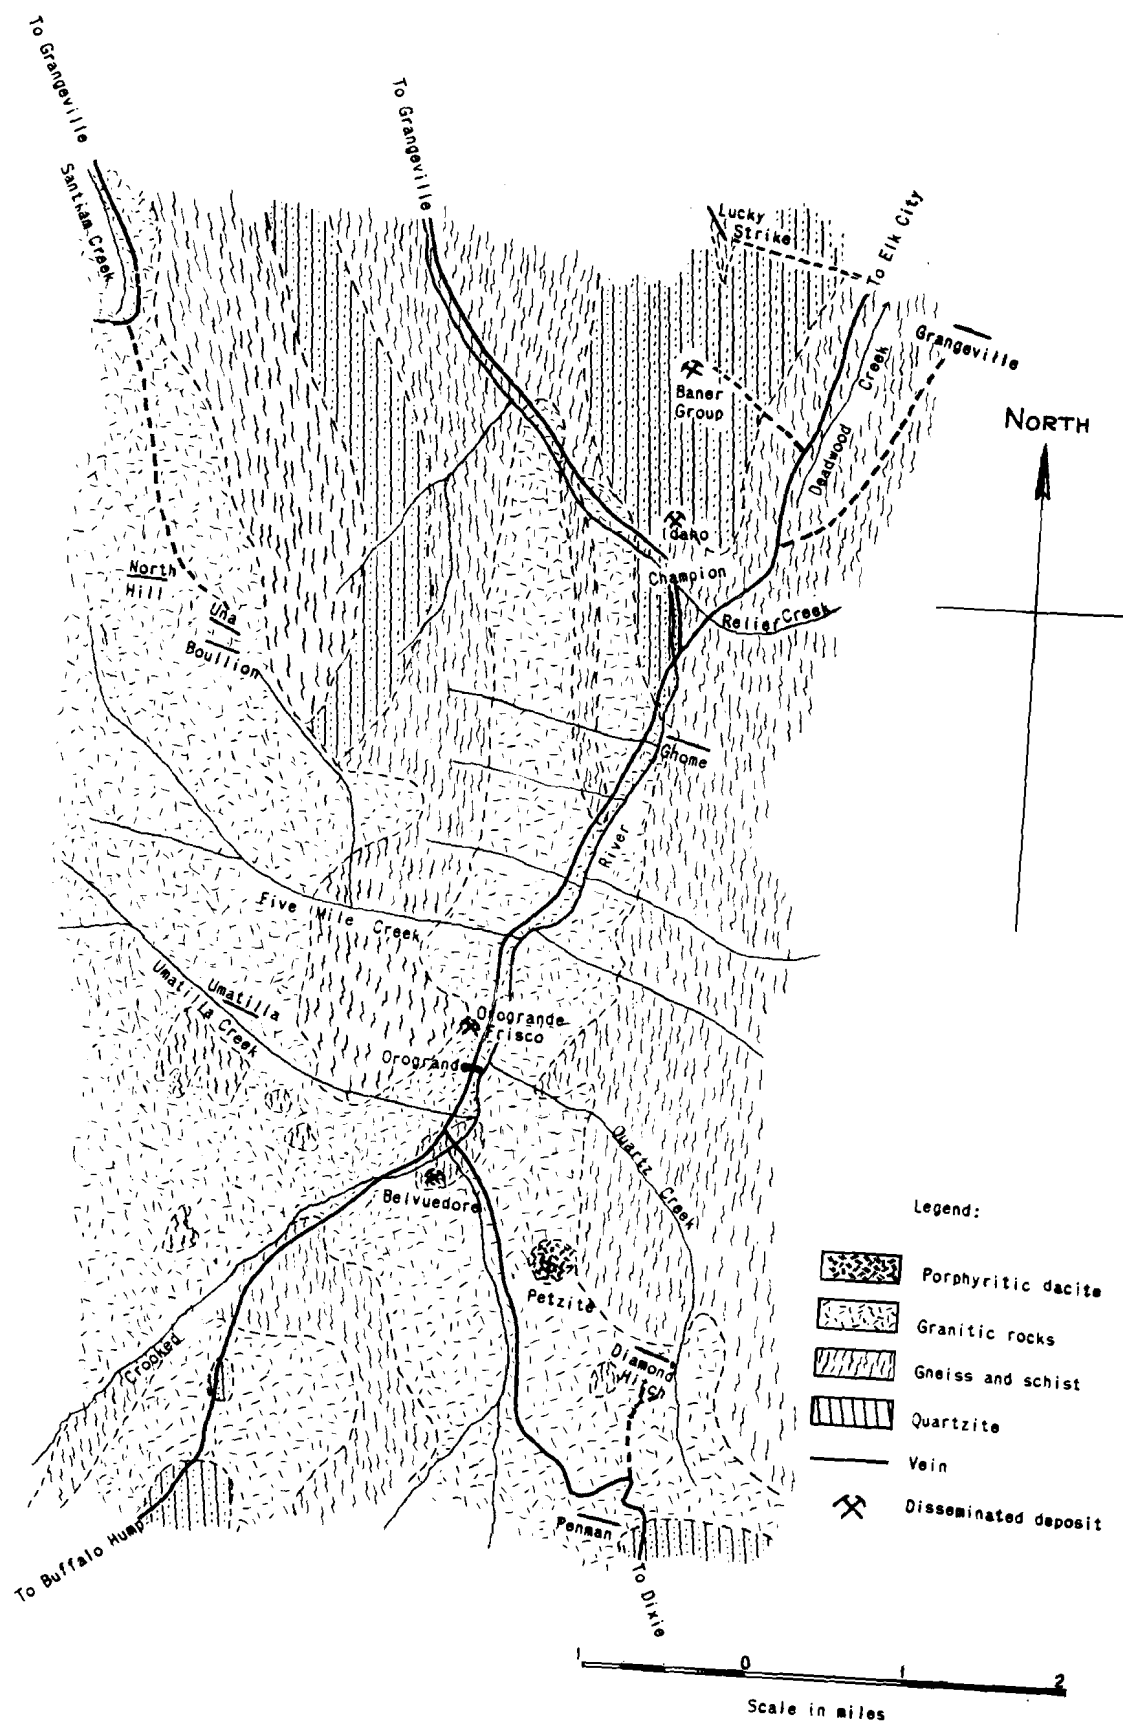 To Grangeville
To Grangeville
Santiam Creek
Lucky
Strike
To Elk City
Grangeville
Creek
Deadwood
Baner
Group
NORTH
Idaho
Champion
Relief Creek
North
Hill
Una
Boullion
Ghome
River
Five Mile Creek
Umatilla
Umatilla Creek
Orogrande
Frisco
Orogrande
Quartz
Creek
Belvuedore
Petzite
Diamond
Hitch
Crooked
Penman
To Buffalo Hump
To Dixie
Legend:
Porphyritic dacite
Granitic rocks
Gneiss and schist
Quartzite
Vein
Disseminated deposit
1 0 1 2
Scale in miles